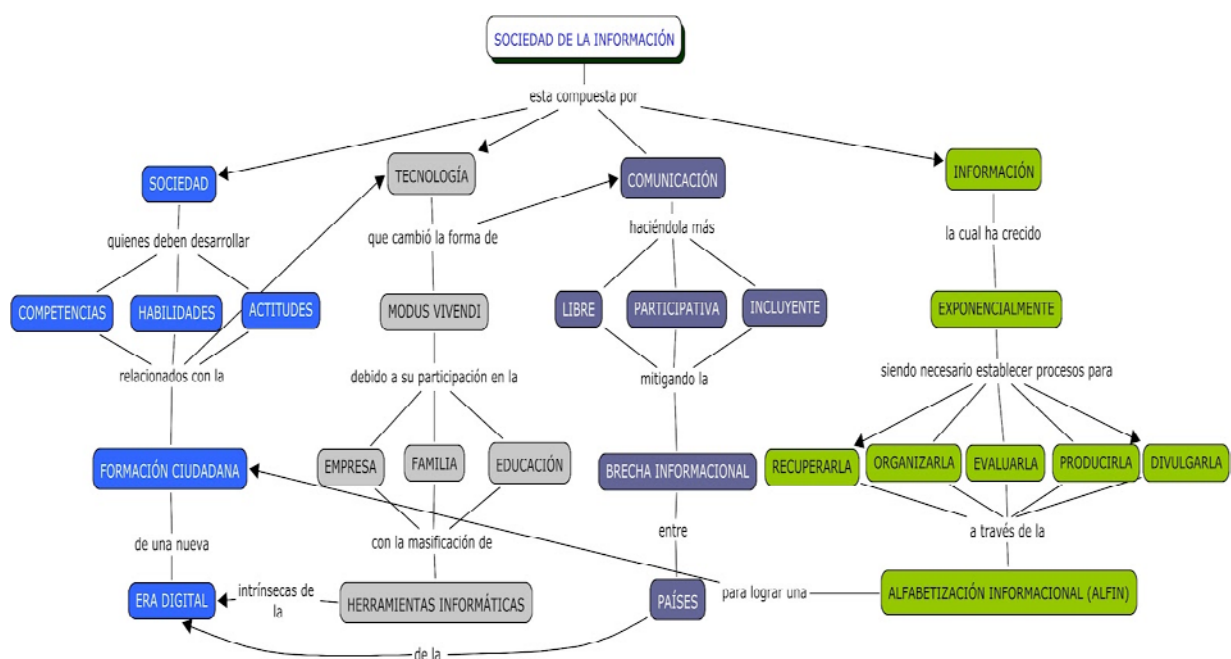 SOCIEDAD DE LA INFORMACIÓN
esta compuesta por
SOCIEDAD
TECNOLOGÍA
COMUNICACIÓN
INFORMACIÓN
quienes deben desarrollar
que cambió la forma de
haciéndola más
la cual ha crecido
COMPETENCIAS
HABILIDADES
ACTITUDES
MODUS VIVENDI
LIBRE
PARTICIPATIVA
INCLUYENTE
EXPONENCIALMENTE
relacionados con la
debido a su participación en la
mitigando la
siendo necesario establecer procesos para
FORMACIÓN CIUDADANA
EMPRESA
FAMILIA
EDUCACIÓN
BRECHA INFORMACIONAL
RECUPERARLA
ORGANIZARLA
EVALUARLA
PRODUCIRLA
DIVULGARLA
de una nueva
con la masificación de
entre
a través de la
ERA DIGITAL
intrínsecas de
la
HERRAMIENTAS INFORMÁTICAS
PAÍSES
para lograr una
ALFABETIZACIÓN INFORMACIONAL (ALFIN)
de la